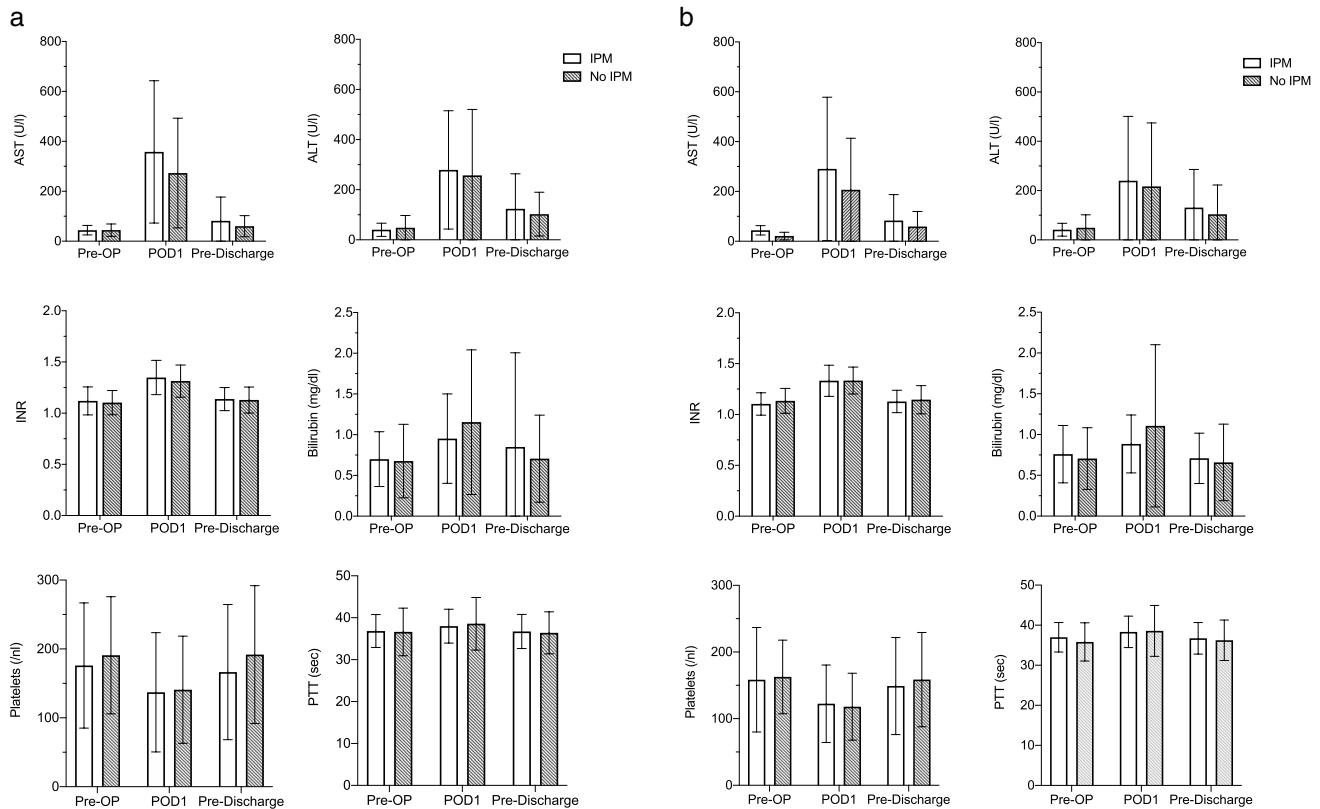 a
AST (U/l)
800
600
400
200
0
Pre-OP POD1 Pre-Discharge
ALT (U/l)
800
600
400
200
0
Pre-OP POD1 Pre-Discharge
IPM
No IPM
INR
2.0
1.5
1.0
0.5
0.0
Pre-OP POD1 Pre-Discharge
Bilirubin (mg/dl)
2.5
2.0
1.5
1.0
0.5
0.0
Pre-OP POD1 Pre-Discharge
Platelets (/nl)
300
200
100
0
Pre-OP POD1 Pre-Discharge
PTT (sec)
50
40
30
20
10
0
Pre-OP POD1 Pre-Discharge
b
AST (U/l)
800
600
400
200
0
Pre-OP POD1 Pre-Discharge
ALT (U/l)
800
600
400
200
0
Pre-OP POD1 Pre-Discharge
IPM
No IPM
INR
2.0
1.5
1.0
0.5
0.0
Pre-OP POD1 Pre-Discharge
Bilirubin (mg/dl)
2.5
2.0
1.5
1.0
0.5
0.0
Pre-OP POD1 Pre-Discharge
Platelets (/nl)
300
200
100
0
Pre-OP POD1 Pre-Discharge
PTT (sec)
50
40
30
20
10
0
Pre-OP POD1 Pre-Discharge